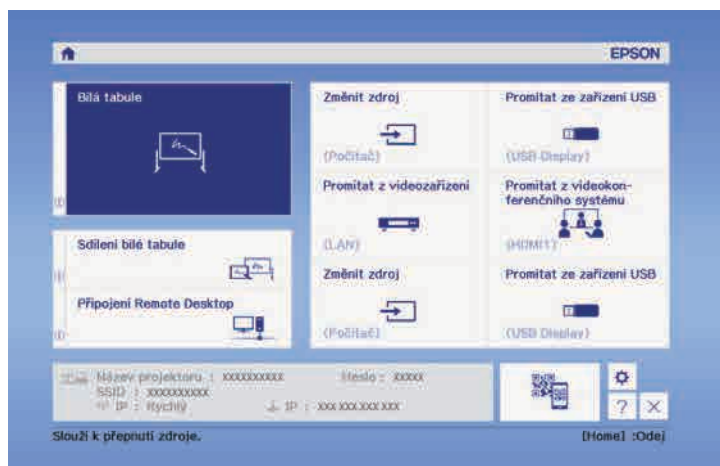 EPSON
Bílá tabule
Sdílení bílé tabule
Připojení Remote Desktop
Změnit zdroj
(Počítač)
Promítat ze zařízení USB
(USB Display)
Promítat z videozařízení
(LAN)
Promítat z videokon-
ferenčního systému
(HDMI1)
Změnit zdroj
(Počítač)
Promítat ze zařízení USB
(USB Display)
Název projektoru : XXXXXXXXXX Heslo : XXXXX
SSID : XXXXXXXXXX
IP : Rychlý IP : XXX.XXX.XXX.XXX
?
Slouží k přepnutí zdroje.
[Home] :Odej